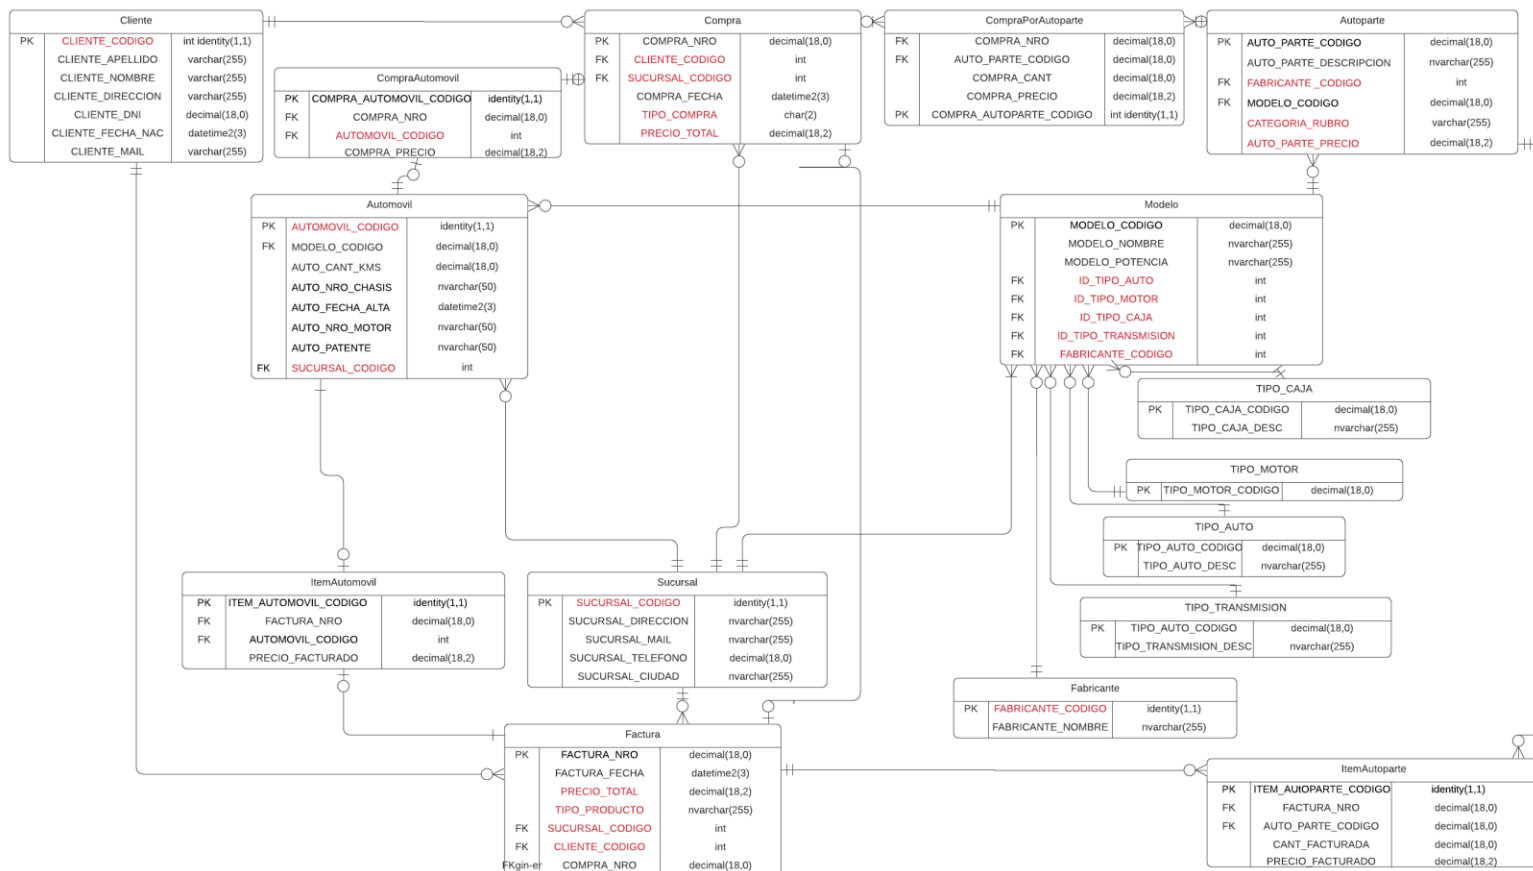 Cliente
PK CLIENTE_CODIGO int identity(1,1)
CLIENTE_APELLIDO varchar(255)
CLIENTE_NOMBRE varchar(255)
CLIENTE_DIRECCION varchar(255)
CLIENTE_DNI decimal(18,0)
CLIENTE_FECHA_NAC datetime2(3)
CLIENTE_MAIL varchar(255)
CompraAutomovil
PK COMPRA_AUTOMOVIL_CODIGO identity(1,1)
FK COMPRA_NRO decimal(18,0)
FK AUTOMOVIL_CODIGO int
COMPRA_PRECIO decimal(18,2)
Compra
PK COMPRA_NRO decimal(18,0)
FK CLIENTE_CODIGO int
FK SUCURSAL_CODIGO int
COMPRA_FECHA datetime2(3)
TIPO_COMPRA char(2)
PRECIO_TOTAL decimal(18,2)
CompraPorAutoparte
FK COMPRA_NRO decimal(18,0)
FK AUTO_PARTE_CODIGO decimal(18,0)
COMPRA_CANT decimal(18,0)
COMPRA_PRECIO decimal(18,2)
PK COMPRA_AUTOPARTE_CODIGO int identity(1,1)
Autoparte
PK AUTO_PARTE_CODIGO decimal(18,0)
AUTO_PARTE_DESCRIPCION nvarchar(255)
FK FABRICANTE_CODIGO int
FK MODELO_CODIGO decimal(18,0)
CATEGORIA_RUBRO varchar(255)
AUTO_PARTE_PRECIO decimal(18,2)
Automovil
PK AUTOMOVIL_CODIGO identity(1,1)
FK MODELO_CODIGO decimal(18,0)
AUTO_CANT_KMS decimal(18,0)
AUTO_NRO_CHASIS nvarchar(50)
AUTO_FECHA_ALTA datetime2(3)
AUTO_NRO_MOTOR nvarchar(50)
AUTO_PATENTE nvarchar(50)
FK SUCURSAL_CODIGO int
Modelo
PK MODELO_CODIGO decimal(18,0)
MODELO_NOMBRE nvarchar(255)
MODELO_POTENCIA nvarchar(255)
FK ID_TIPO_AUTO int
FK ID_TIPO_MOTOR int
FK ID_TIPO_CAJA int
FK ID_TIPO_TRANSMISION int
FK FABRICANTE_CODIGO int
TIPO_CAJA
PK TIPO_CAJA_CODIGO decimal(18,0)
TIPO_CAJA_DESC nvarchar(255)
TIPO_MOTOR
PK TIPO_MOTOR_CODIGO decimal(18,0)
TIPO_AUTO
PK TIPO_AUTO_CODIGO decimal(18,0)
TIPO_AUTO_DESC nvarchar(255)
TIPO_TRANSMISION
PK TIPO_AUTO_CODIGO decimal(18,0)
TIPO_TRANSMISION_DESC nvarchar(255)
ItemAutomovil
PK ITEM_AUTOMOVIL_CODIGO identity(1,1)
FK FACTURA_NRO decimal(18,0)
FK AUTOMOVIL_CODIGO int
PRECIO_FACTURADO decimal(18,2)
Sucursal
PK SUCURSAL_CODIGO identity(1,1)
SUCURSAL_DIRECCION nvarchar(255)
SUCURSAL_MAIL nvarchar(255)
SUCURSAL_TELEFONO decimal(18,0)
SUCURSAL_CIUDAD nvarchar(255)
Fabricante
PK FABRICANTE_CODIGO identity(1,1)
FABRICANTE_NOMBRE nvarchar(255)
Factura
PK FACTURA_NRO decimal(18,0)
FACTURA_FECHA datetime2(3)
PRECIO_TOTAL decimal(18,2)
TIPO_PRODUCTO nvarchar(255)
FK SUCURSAL_CODIGO int
FK CLIENTE_CODIGO int
FKgin-er COMPRA_NRO decimal(18,0)
ItemAutoparte
PK ITEM_AUtOPARTE_CODIGO identity(1,1)
FK FACTURA_NRO decimal(18,0)
FK AUTO_PARTE_CODIGO decimal(18,0)
CANT_FACTURADA decimal(18,0)
PRECIO_FACTURADO decimal(18,2)